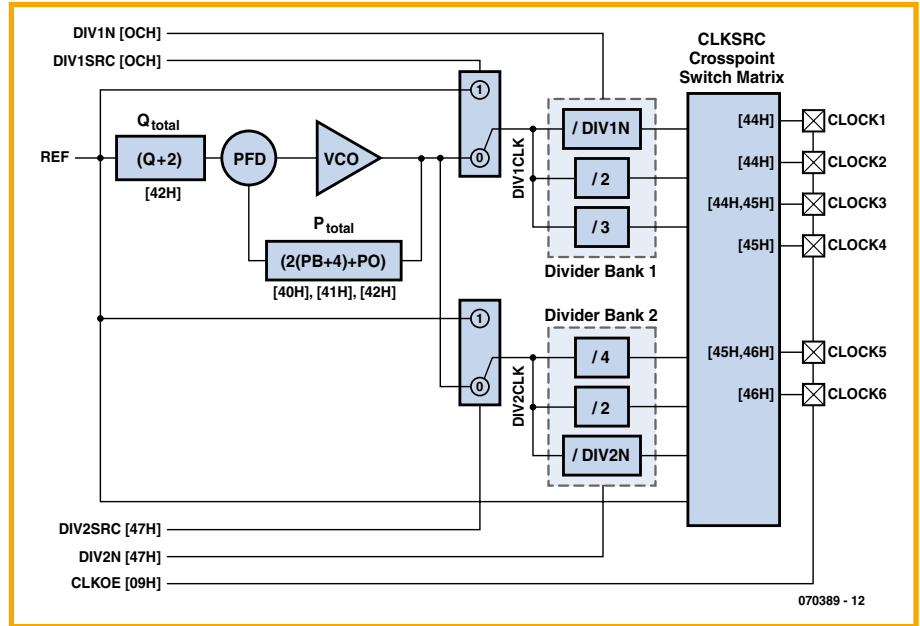 DIV1N [OCH]
DIV1SRC [OCH]
CLKSRC
Crosspoint
Switch Matrix
1
0
Q total
REF
(Q+2)
[42H]
PFD
VCO
P total
(2(PB+4)+PO)
[40H], [41H], [42H]
DIV1CLK
/ DIV1N
/ 2
/ 3
Divider Bank 1
[44H]
CLOCK1
[44H]
CLOCK2
[44H,45H]
CLOCK3
[45H]
CLOCK4
Divider Bank 2
1
0
DIV2CLK
/ 4
/ 2
/ DIV2N
[45H,46H]
CLOCK5
[46H]
CLOCK6
DIV2SRC [47H]
DIV2N [47H]
CLKOE [09H]
070389 - 12